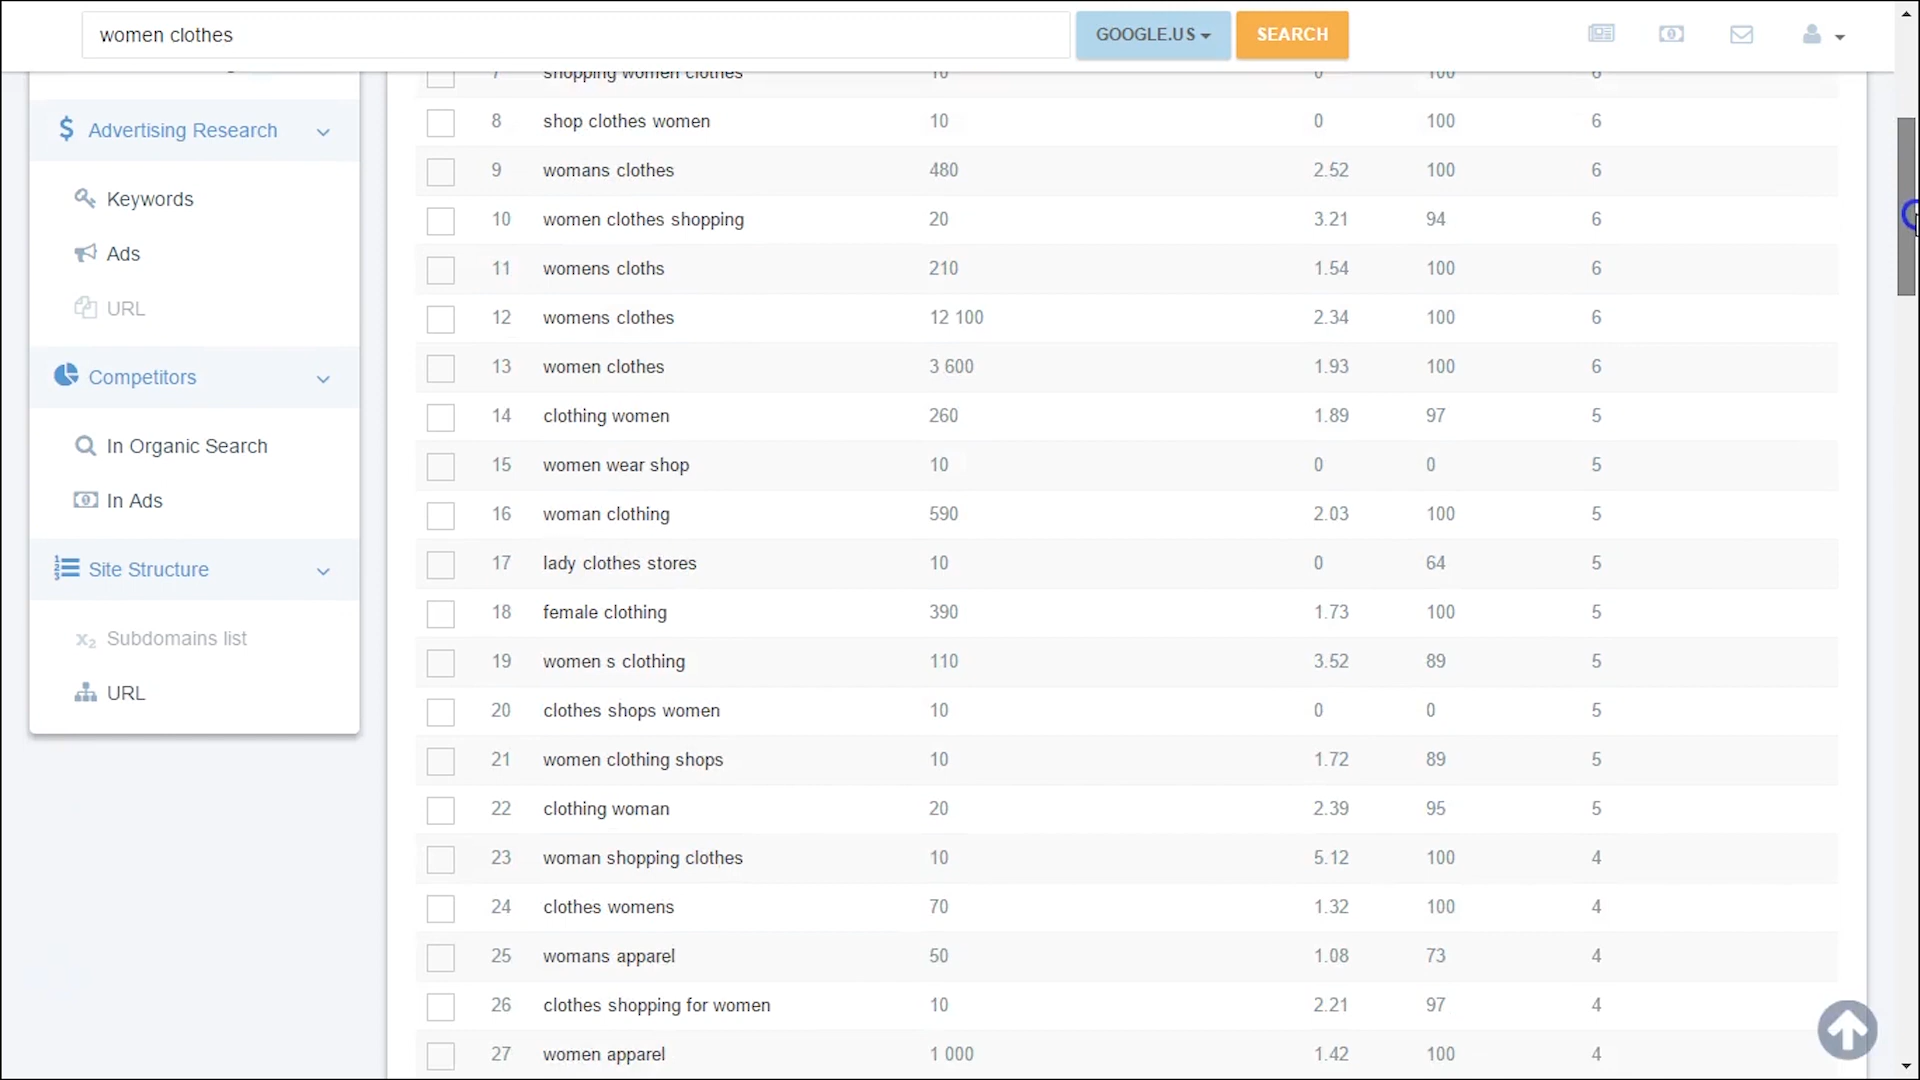 women clothes GOOGLE.US SEARCH
7 shopping women clothes 10 0 100 6
Advertising Research
8 shop clothes women 10 0 100 6
9 womans clothes 480 2.52 100 6
Keywords
10 women clothes shopping 20 3.21 94 6
Ads
11 womens cloths 210 1.54 100 6
URL
12 womens clothes 12 100 2.34 100 6
13 women clothes 3 600 1.93 100 6
Competitors
14 clothing women 260 1.89 97 5
In Organic Search
15 women wear shop 10 0 0 5
In Ads
16 woman clothing 590 2.03 100 5
17 lady clothes stores 10 0 64 5
Site Structure
18 female clothing 390 1.73 100 5
Subdomains list
19 women s clothing 110 3.52 89 5
URL
20 clothes shops women 10 0 0 5
21 women clothing shops 10 1.72 89 5
22 clothing woman 20 2.39 95 5
23 woman shopping clothes 10 5.12 100 4
24 clothes womens 70 1.32 100 4
25 womans apparel 50 1.08 73 4
26 clothes shopping for women 10 2.21 97 4
27 women apparel 1 000 1.42 100 4